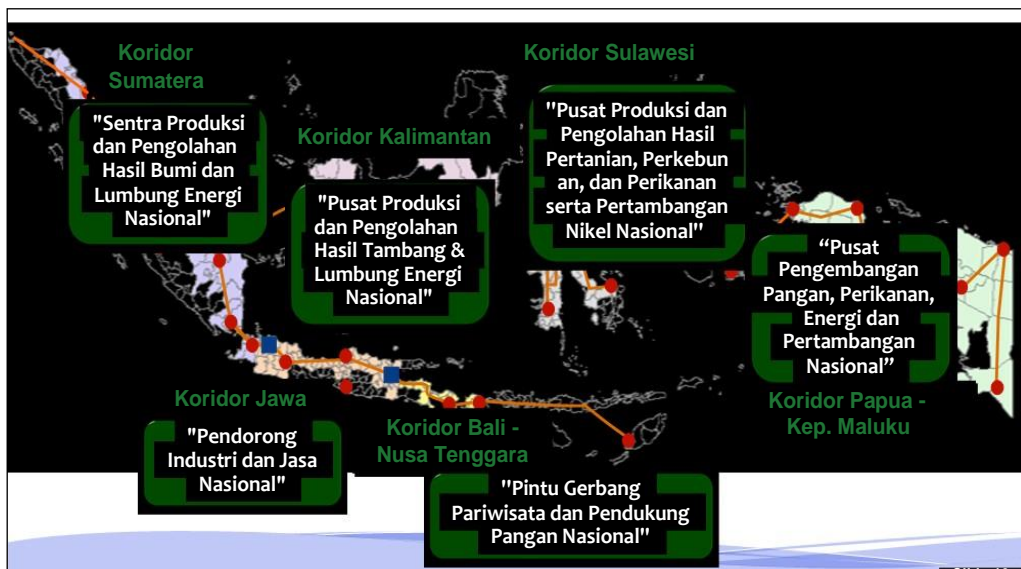 Koridor
Sumatera
"Sentra Produksi
dan Pengolahan
Hasil Bumi dan
Lumbung Energi
Nasional"
Koridor Kalimantan
"Pusat Produksi
dan Pengolahan
Hasil Tambang &
Lumbung Energi
Nasional"
Koridor Sulawesi
"Pusat Produksi dan
Pengolahan Hasil
Pertanian, Perkebun
an, dan Perikanan
serta Pertambangan
Nikel Nasional”
“Pusat
Pengembangan
Pangan, Perikanan,
Energi dan
Pertambangan
Nasional”
Koridor Papua -
Kep. Maluku
Koridor Jawa
"Pendorong
Industri dan Jasa
Nasional"
Koridor Bali -
Nusa Tenggara
"Pintu Gerbang
Pariwisata dan Pendukung
Pangan Nasional"